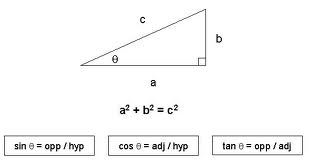 c
b
θ
a
a² + b² = c²
sin θ = opp / hyp
cos θ = adj / hyp
tan θ = opp / adj